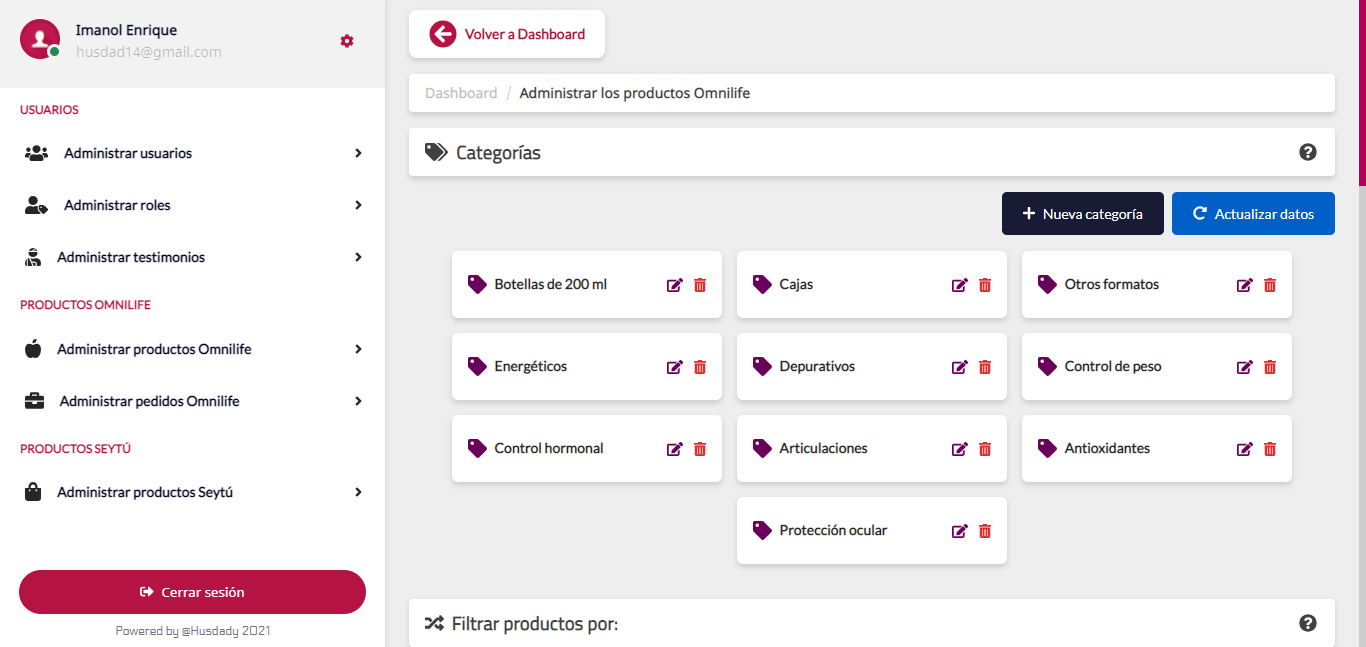 Imanol Enrique
husdad14@gmail.com
USUARIOS
Administrar usuarios
Administrar roles
Administrar testimonios
PRODUCTOS OMNILIFE
Administrar productos Omnilife
Administrar pedidos Omnilife
PRODUCTOS SEYTÚ
Administrar productos Seytú
Cerrar sesión
Powered by @Husdady 2021
Volver a Dashboard
Dashboard / Administrar los productos Omnilife
Categorías
Nueva categoría
Actualizar datos
Botellas de 200 ml
Cajas
Otros formatos
Energéticos
Depurativos
Control de peso
Control hormonal
Articulaciones
Antioxidantes
Protección ocular
Filtrar productos por: